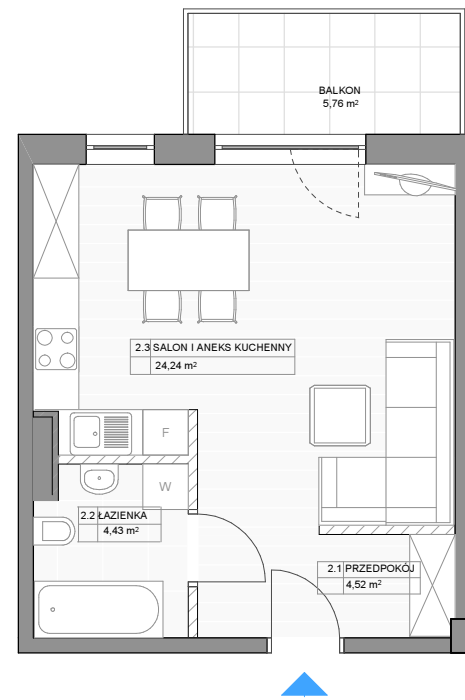 BALKON
5,76 m²
2.3 SALON I ANEKS KUCHENNY
24,24 m²
F
W
2.2 ŁAZIENKA
4,43 m²
2.1 PRZEDPOKÓJ
4,52 m²